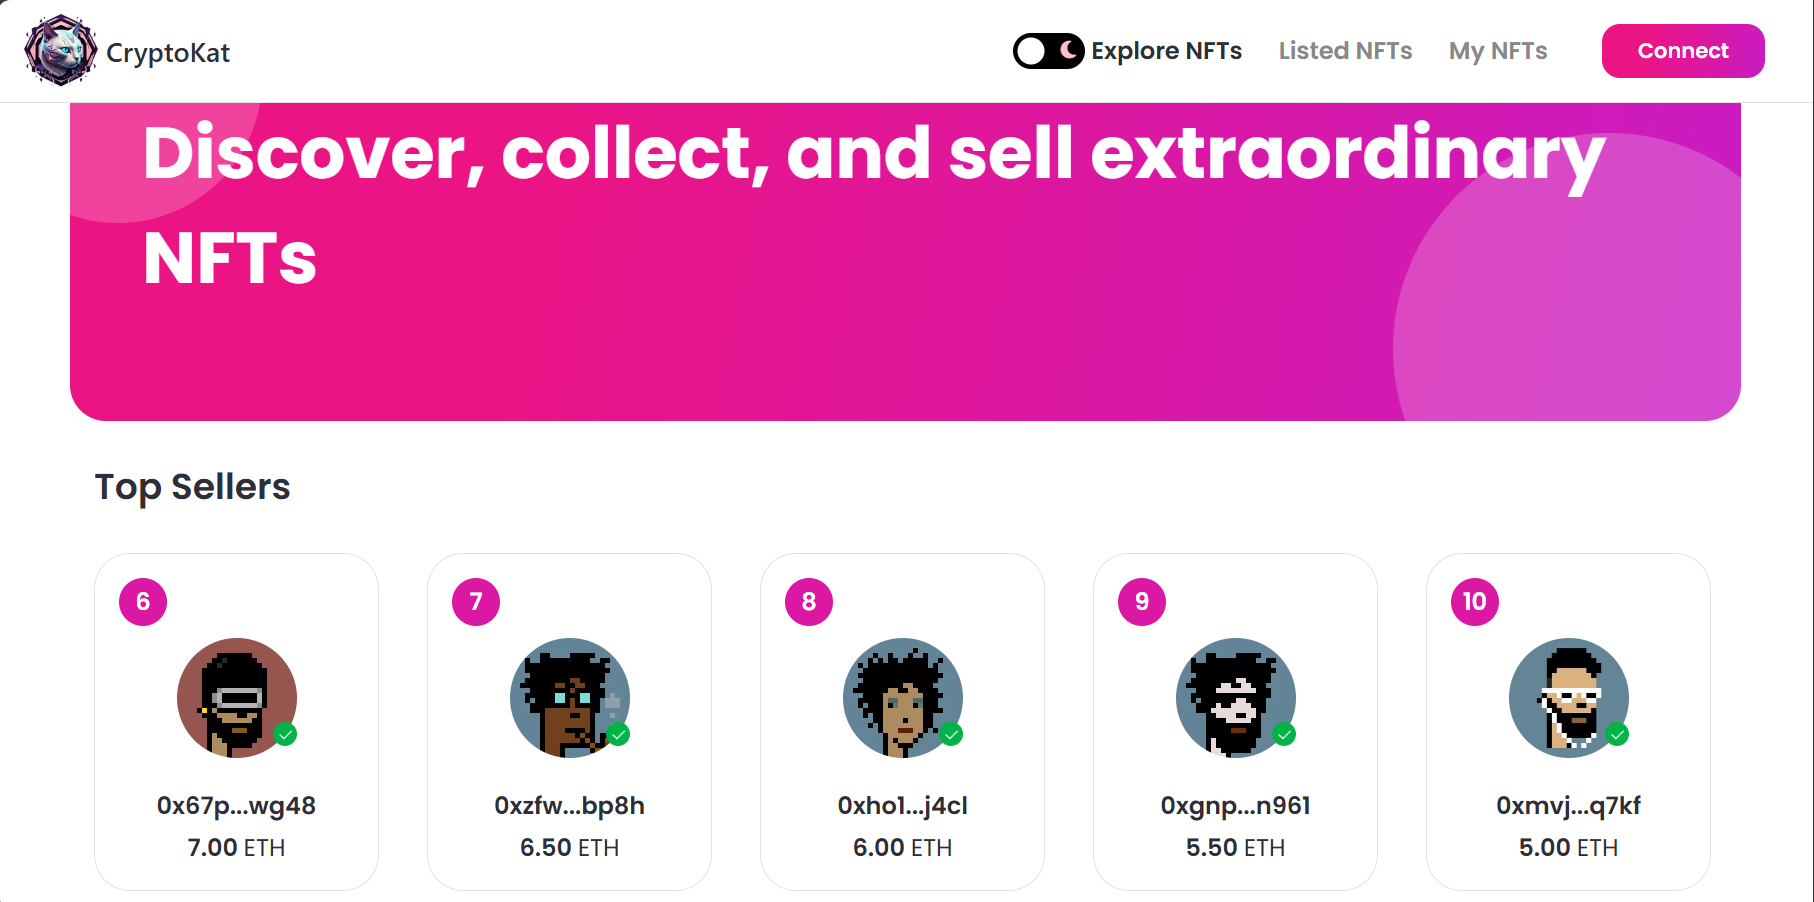 CryptoKat
Explore NFTs
Listed NFTs
My NFTs
Connect
Discover, collect, and sell extraordinary
NFTs
Top Sellers
6
7
8
9
10
0x67p...wg48
0xzfw...bp8h
0xho1...j4cl
0xgnp...n961
0xmvj...q7kf
7.00 ETH
6.50 ETH
6.00 ETH
5.50 ETH
5.00 ETH